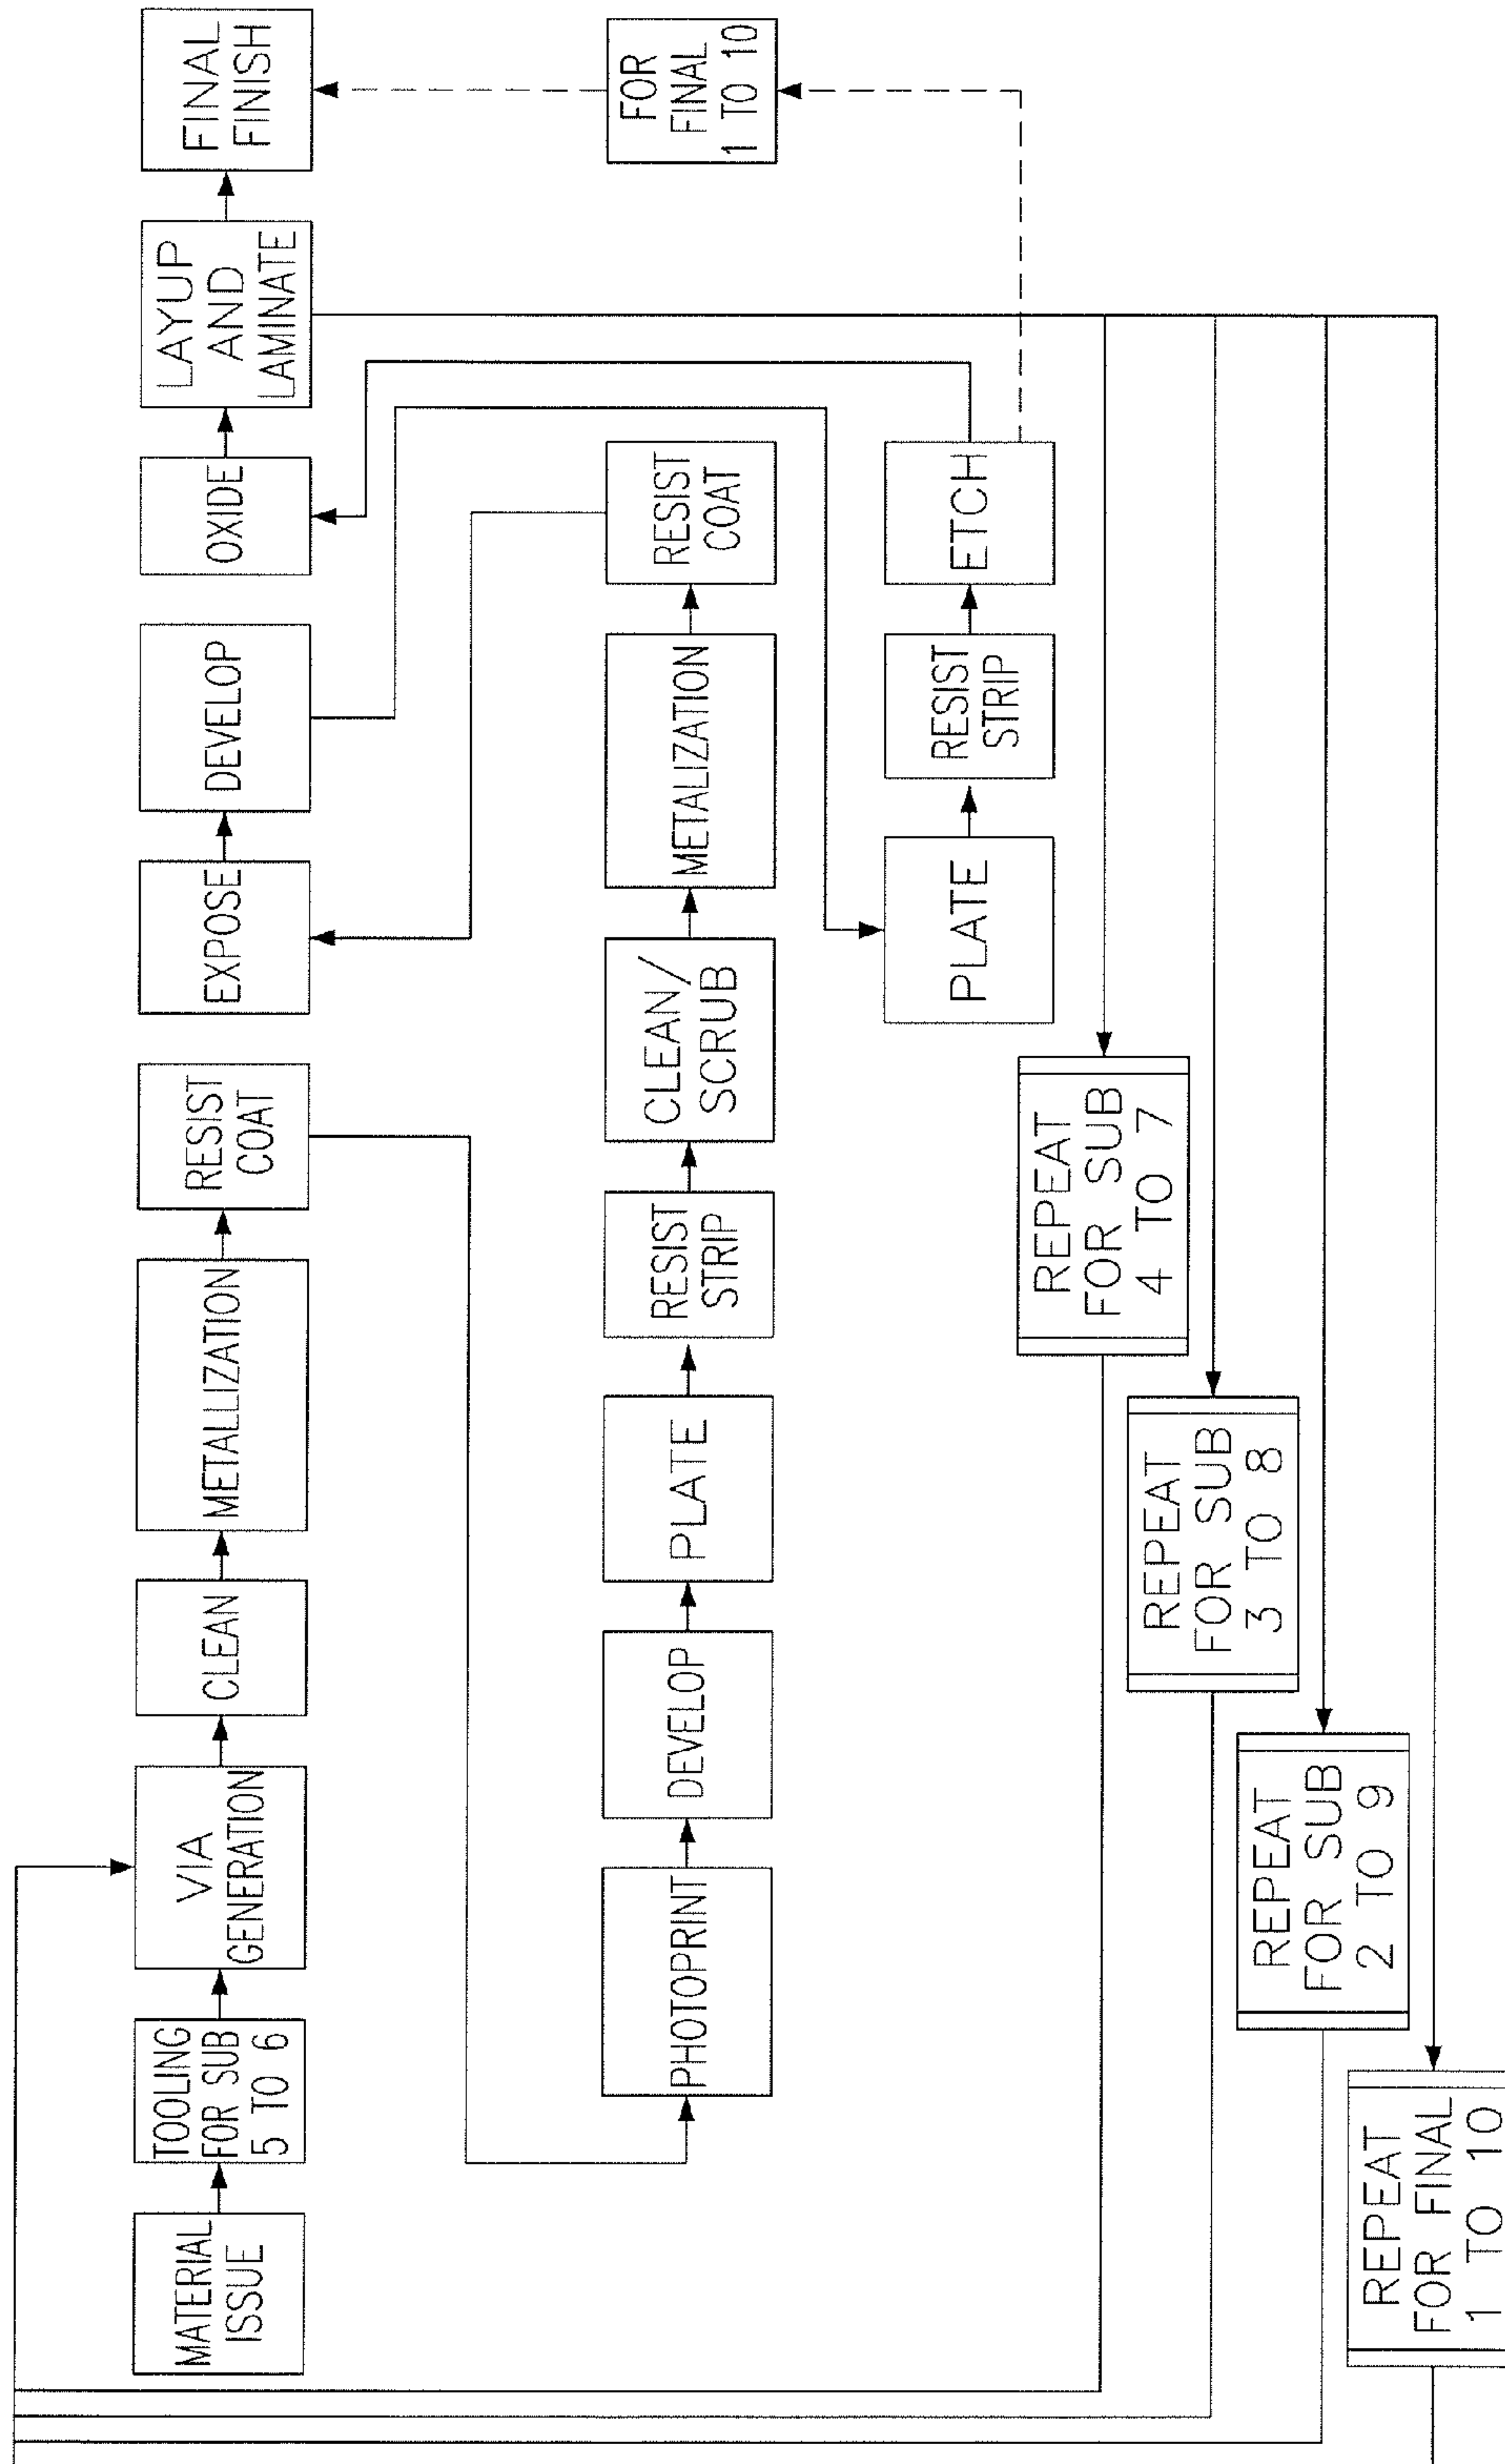 MATERIAL
ISSUE
TOOLING
FOR SUB
5 TO 6
VIA
GENERATION
CLEAN
METALLIZATION
RESIST
COAT
EXPOSE
DEVELOP
OXIDE
LAYUP
AND
LAMINATE
FINAL
FINISH
PHOTOPRINT
DEVELOP
PLATE
RESIST
STRIP
CLEAN/
SCRUB
METALIZATION
RESIST
COAT
FOR
FINAL
1 TO 10
PLATE
RESIST
STRIP
ETCH
REPEAT
FOR SUB
4 TO 7
REPEAT
FOR SUB
3 TO 8
REPEAT
FOR SUB
2 TO 9
REPEAT
FOR FINAL
1 TO 10